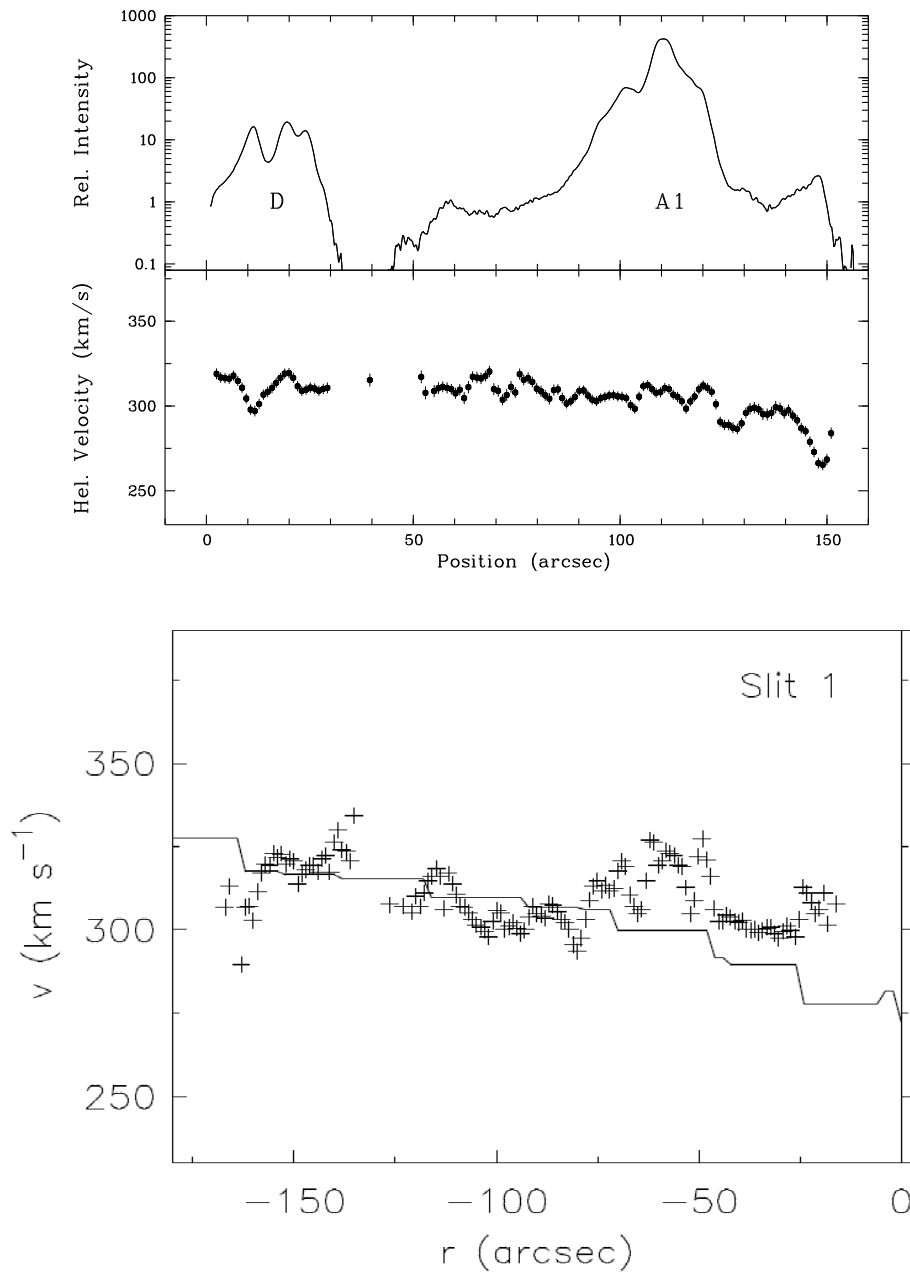 1000
100
10
1
0.1
Rel. Intensity
D
A1
350
300
250
Hel. Velocity (km/s)
0 50 100 150
Position (arcsec)
Slit 1
350
300
250
v (km s⁻¹)
−150 −100 −50 0
r (arcsec)